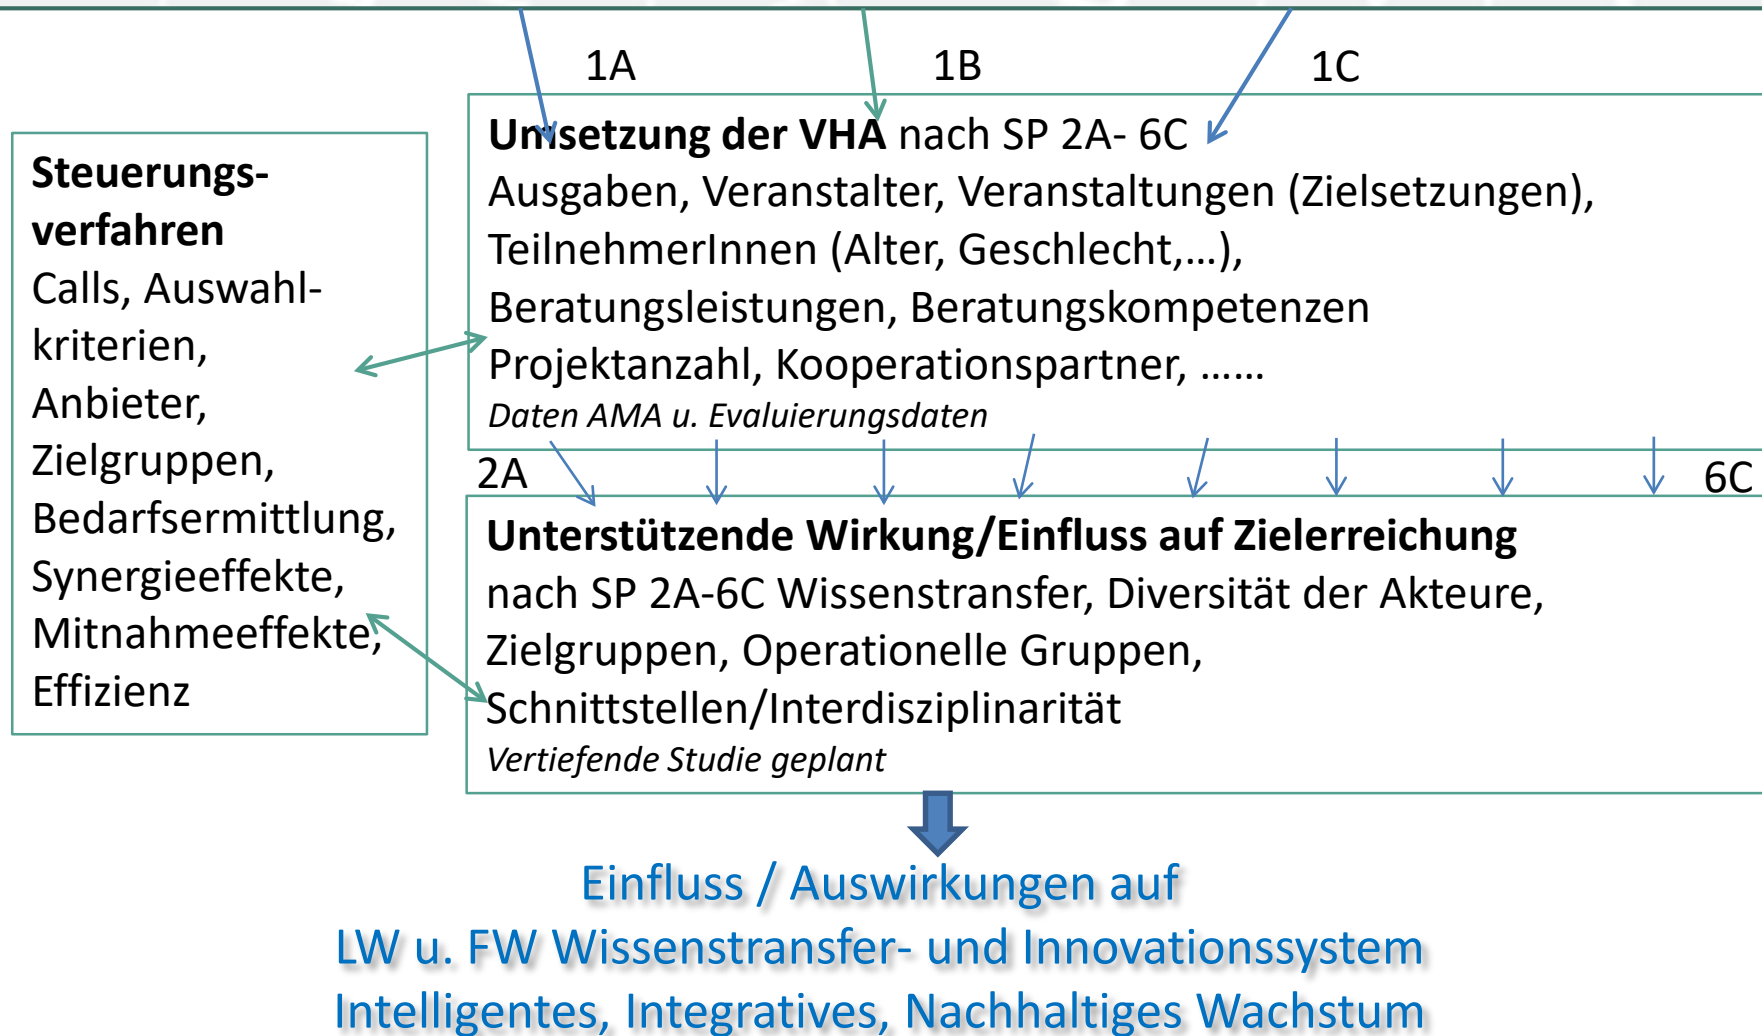 1A 1B 1C
Steuerungs-
verfahren
Calls, Auswahl-
kriterien,
Anbieter,
Zielgruppen,
Bedarfsermittlung,
Synergieeffekte,
Mitnahmeeffekte,
Effizienz
Umsetzung der VHA nach SP 2A- 6C
Ausgaben, Veranstalter, Veranstaltungen (Zielsetzungen),
TeilnehmerInnen (Alter, Geschlecht,…),
Beratungsleistungen, Beratungskompetenzen
Projektanzahl, Kooperationspartner, ……
Daten AMA u. Evaluierungsdaten
2A 6C
Unterstützende Wirkung/Einfluss auf Zielerreichung
nach SP 2A-6C Wissenstransfer, Diversität der Akteure,
Zielgruppen, Operationelle Gruppen,
Schnittstellen/Interdisziplinarität
Vertiefende Studie geplant
Einfluss / Auswirkungen auf
LW u. FW Wissenstransfer- und Innovationssystem
Intelligentes, Integratives, Nachhaltiges Wachstum